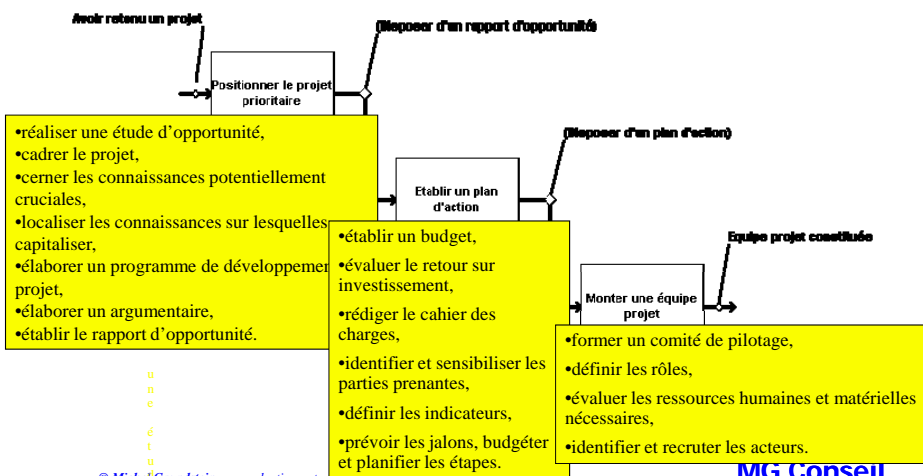 Avoir retenu un projet
(Disposer d'un rapport d'opportunité)
Positionner le projet
prioritaire
•réaliser une étude d’opportunité,
•cadrer le projet,
•cerner les connaissances potentiellement
cruciales,
•localiser les connaissances sur lesquelles
capitaliser,
•élaborer un programme de
projet,
•élaborer un argumentaire,
•établir le rapport d’opportunité.
(Disposer d'un plan d'action)
Etablir un plan
d'action
•établir un budget,
•évaluer le retour sur
investissement,
•rédiger le cahier des
charges,
•identifier et sensibiliser les
parties prenantes,
•définir les indicateurs,
•prévoir les jalons, budgéter
et planifier les étapes.
Equipe projet constituée
Monter une équipe
projet
•former un comité de pilotage,
•définir les rôles,
•évaluer les ressources humaines et matérielles
nécessaires,
•identifier et recruter les acteurs.
u
n
e
é
t
u
MG Conseil